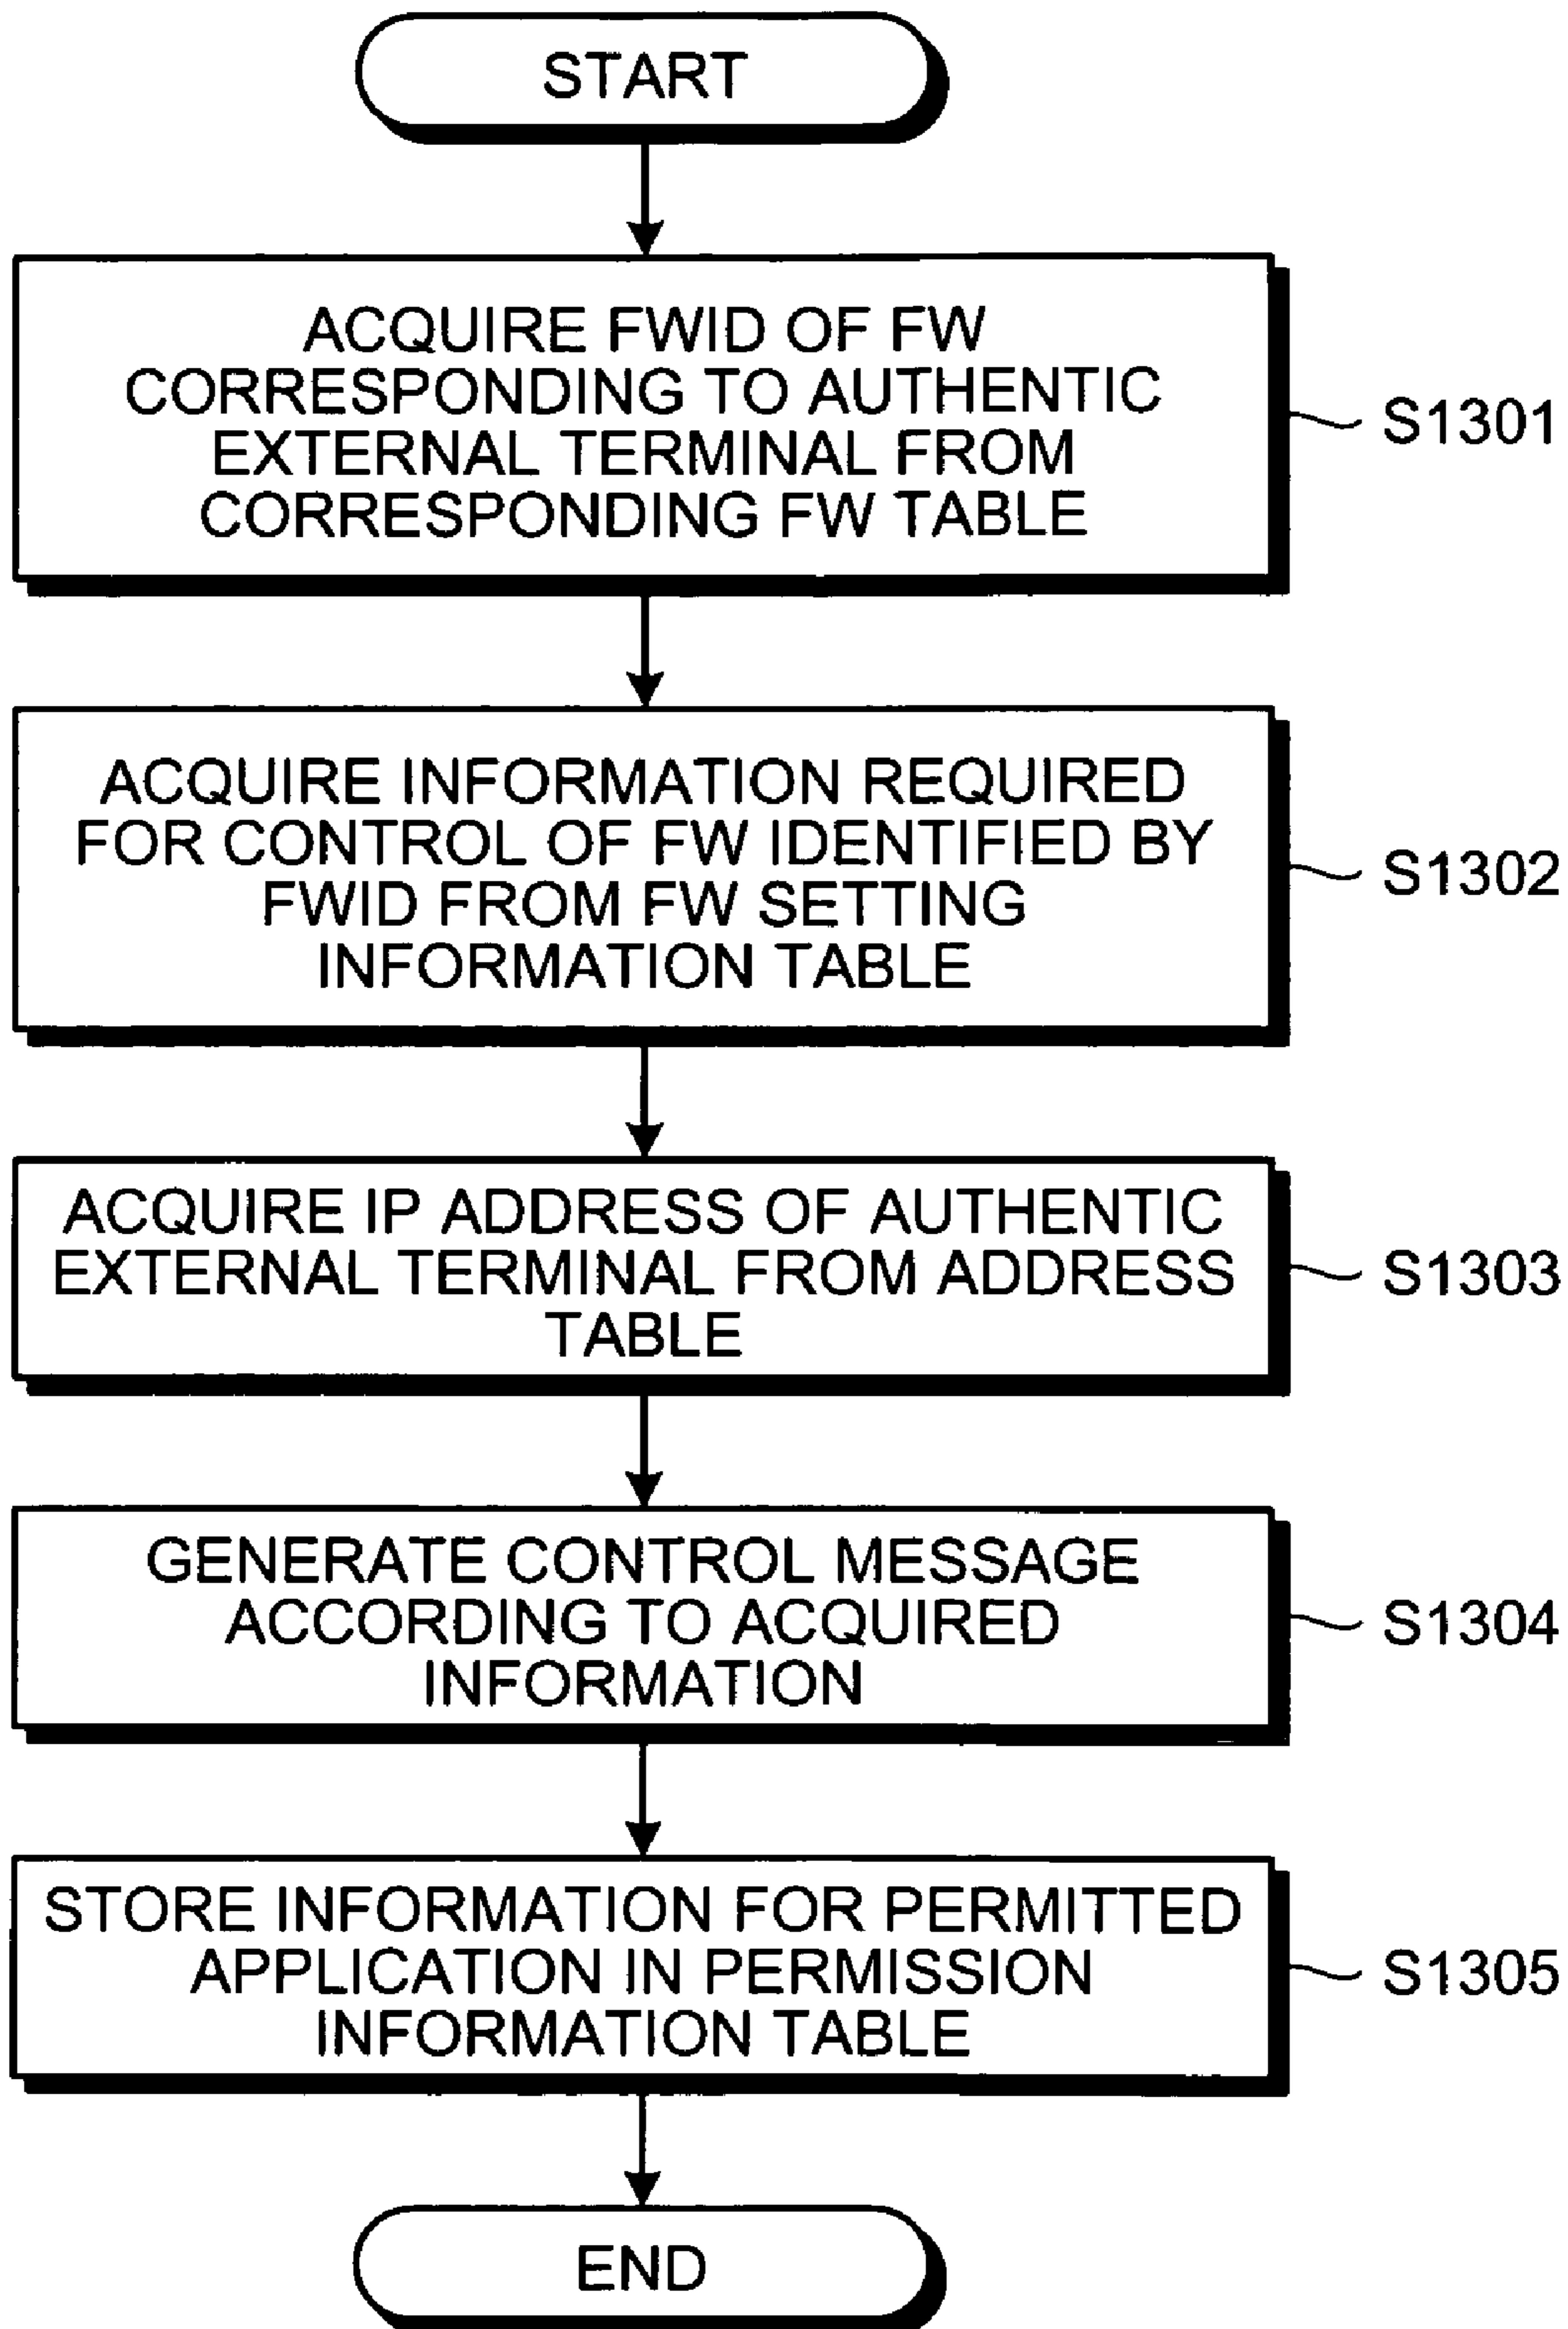 START
ACQUIRE FWID OF FW
CORRESPONDING TO AUTHENTIC
EXTERNAL TERMINAL FROM
CORRESPONDING FW TABLE
S1301
ACQUIRE INFORMATION REQUIRED
FOR CONTROL OF FW IDENTIFIED BY
FWID FROM FW SETTING
INFORMATION TABLE
S1302
ACQUIRE IP ADDRESS OF AUTHENTIC
EXTERNAL TERMINAL FROM ADDRESS
TABLE
S1303
GENERATE CONTROL MESSAGE
ACCORDING TO ACQUIRED
INFORMATION
S1304
STORE INFORMATION FOR PERMITTED
APPLICATION IN PERMISSION
INFORMATION TABLE
S1305
END